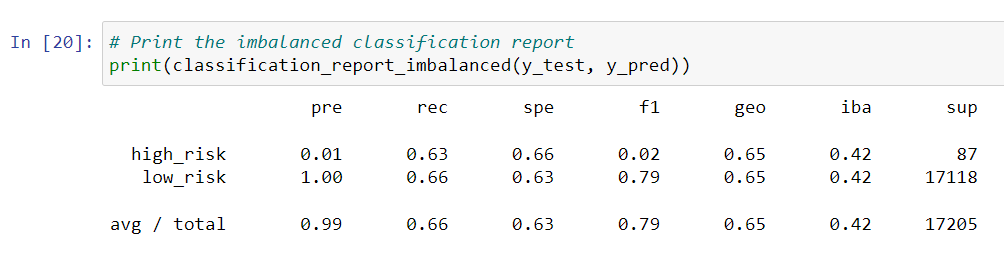 In [20]: # Print the imbalanced classification report
print(classification_report_imbalanced(y_test, y_pred))
pre rec spe f1 geo iba sup
high_risk 0.01 0.63 0.66 0.02 0.65 0.42 87
low_risk 1.00 0.66 0.63 0.79 0.65 0.42 17118
avg / total 0.99 0.66 0.63 0.79 0.65 0.42 17205